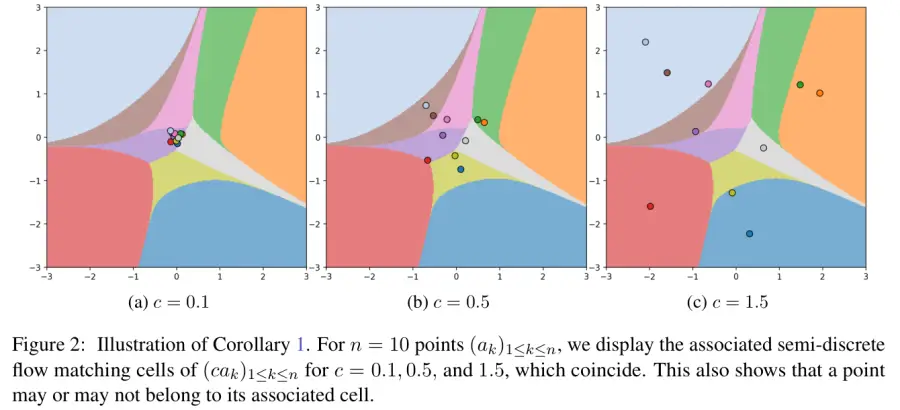 3
2
1
0
−1
−2
−3
−3 −2 −1 0 1 2 3
3
2
1
0
−1
−2
−3
−3 −2 −1 0 1 2 3
3
2
1
0
−1
−2
−3
−3 −2 −1 0 1 2 3
(a) c = 0.1
(b) c = 0.5
(c) c = 1.5
Figure 2: Illustration of Corollary 1. For n = 10 points (aₖ)₁≤ₖ≤ₙ, we display the associated semi-discrete
flow matching cells of (caₖ)₁≤ₖ≤ₙ for c = 0.1, 0.5, and 1.5, which coincide. This also shows that a point
may or may not belong to its associated cell.